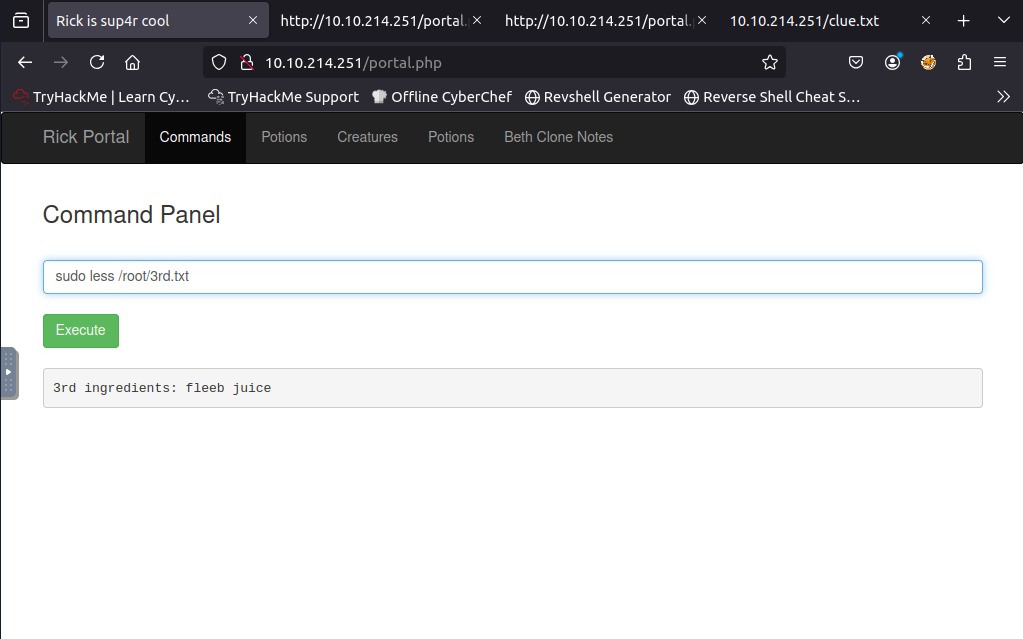 Rick is sup4r cool
http://10.10.214.251/portal.
http://10.10.214.251/portal.
10.10.214.251/clue.txt
10.10.214.251/portal.php
TryHackMe | Learn Cy…
TryHackMe Support
Offline CyberChef
Revshell Generator
Reverse Shell Cheat S…
Rick Portal
Commands
Potions
Creatures
Potions
Beth Clone Notes
Command Panel
sudo less /root/3rd.txt
Execute
3rd ingredients: fleeb juice